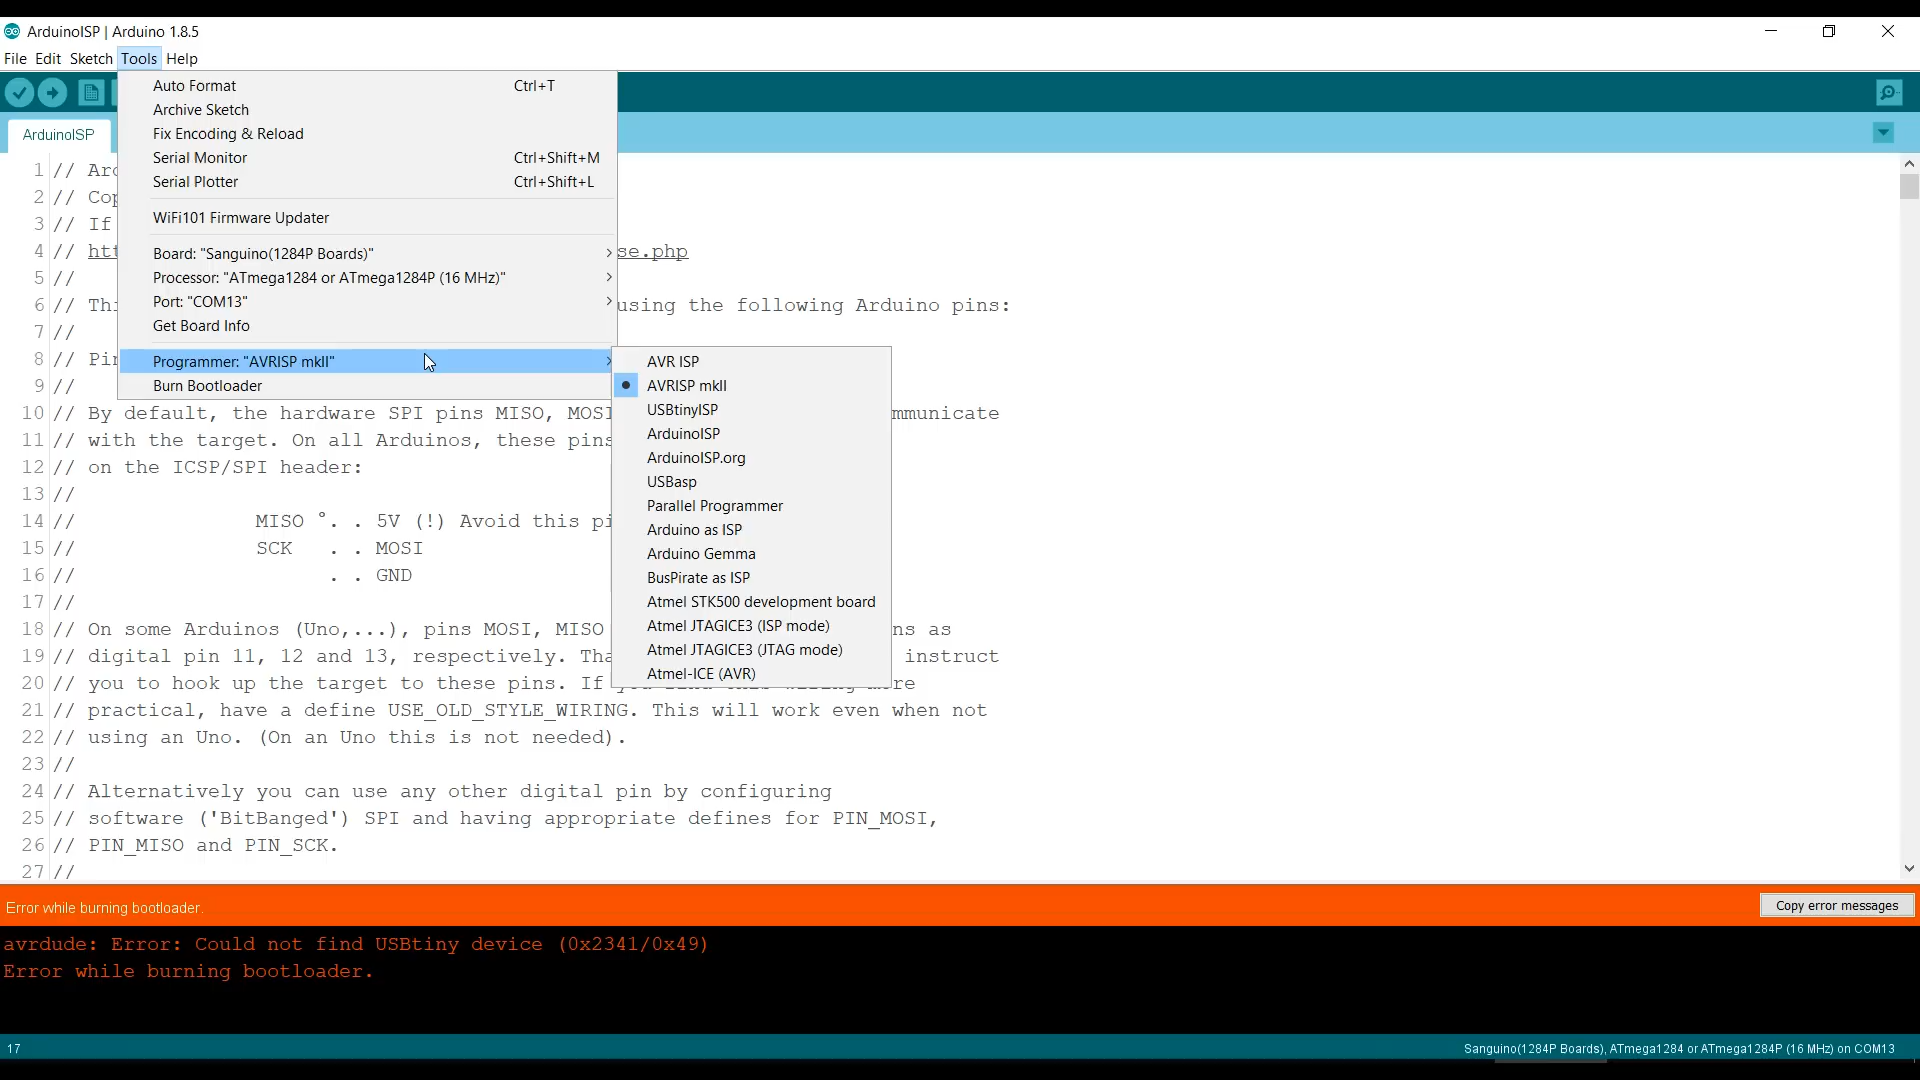 ArduinoISP | Arduino 1.8.5
File Edit Sketch Tools Help
Auto Format Ctrl+T
Archive Sketch
Fix Encoding & Reload
Serial Monitor Ctrl+Shift+M
Serial Plotter Ctrl+Shift+L
WiFi101 Firmware Updater
Board: "Sanguino(1284P Boards)"
Processor: "ATmega1284 or ATmega1284P (16 MHz)"
Port: "COM13"
Get Board Info
Programmer: "AVRISP mkII"
Burn Bootloader
AVR ISP
AVRISP mkII
USBtinyISP
ArduinoISP
ArduinoISP.org
USBasp
Parallel Programmer
Arduino as ISP
Arduino Gemma
BusPirate as ISP
Atmel STK500 development board
Atmel JTAGICE3 (ISP mode)
Atmel JTAGICE3 (JTAG mode)
Atmel-ICE (AVR)
ArduinoISP
1 //
2 //
3 // If
4 // se.php
5 //
6 // using the following Arduino pins:
7 //
8 //
9 //
10 // By default, the hardware SPI pins MISO, MOSI
11 // with the target. On all Arduinos, these pins
12 // on the ICSP/SPI header:
13 //
14 // MISO °. . 5V (!) Avoid this
15 // SCK . . MOSI
16 // . . GND
17 //
18 // On some Arduinos (Uno,...), pins MOSI, MISO as
19 // digital pin 11, 12 and 13, respectively. instruct
20 // you to hook up the target to these pins. If
21 // practical, have a define USE_OLD_STYLE_WIRING. This will work even when not
22 // using an Uno. (On an Uno this is not needed).
23 //
24 // Alternatively you can use any other digital pin by configuring
25 // software ('BitBanged') SPI and having appropriate defines for PIN_MOSI,
26 // PIN_MISO and PIN_SCK.
27 //
Error while burning bootloader.
Copy error messages
avrdude: Error: Could not find USBtiny device (0x2341/0x49)
Error while burning bootloader.
17
Sanguino(1284P Boards), ATmega1284 or ATmega1284P (16 MHz) on COM13